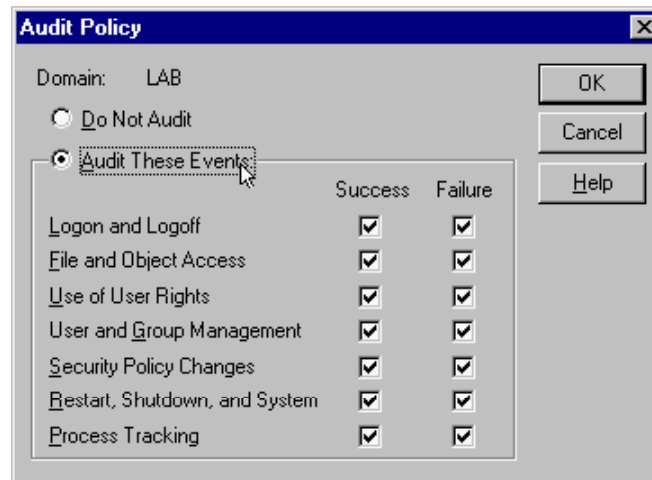 Audit Policy
Domain: LAB
OK
Do Not Audit
Cancel
Audit These Events:
Help
Success Failure
Logon and Logoff
File and Object Access
Use of User Rights
User and Group Management
Security Policy Changes
Restart, Shutdown, and System
Process Tracking